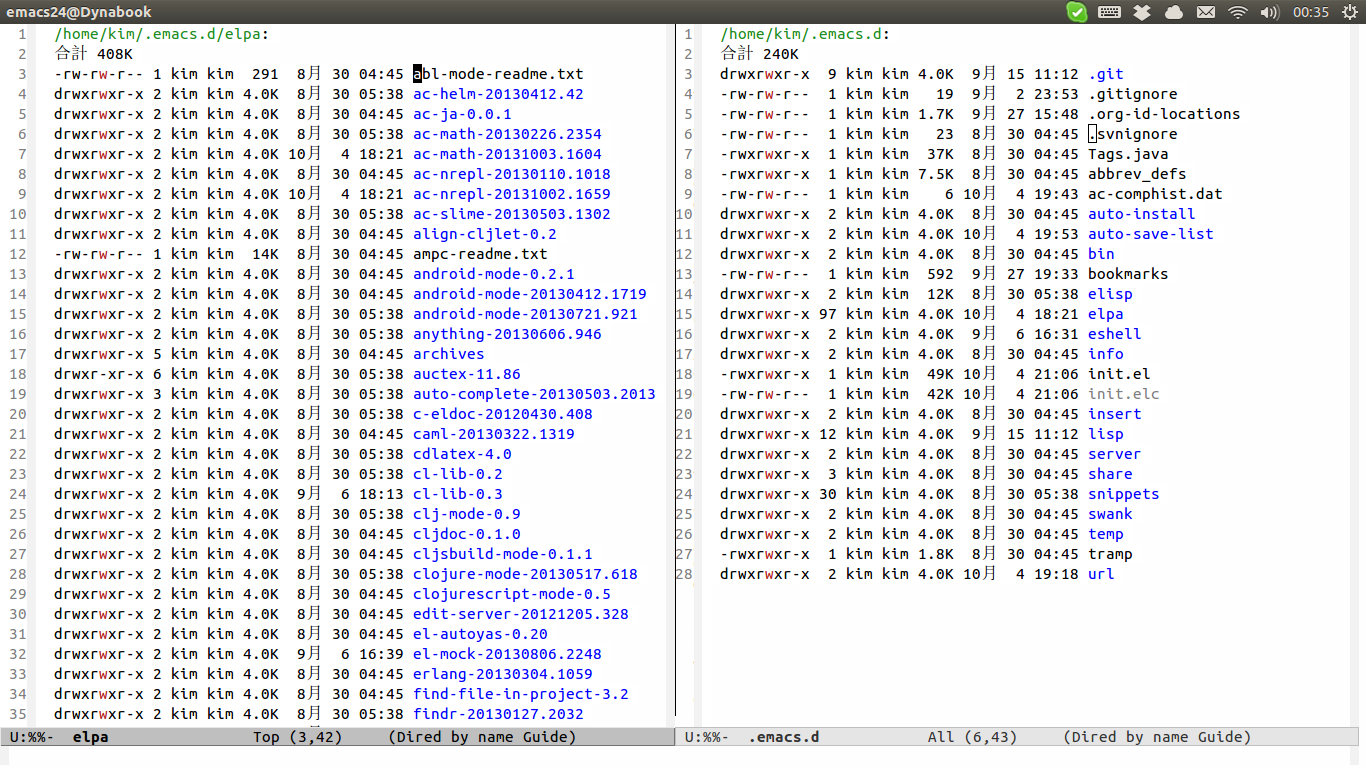 emacs24@Dynabook 00:35
1 /home/kim/.emacs.d/elpa:
2 合計 408K
3 -rw-rw-r-- 1 kim kim 291 8月 30 04:45 abl-mode-readme.txt
4 drwxrwxr-x 2 kim kim 4.0K 8月 30 05:38 ac-helm-20130412.42
5 drwxrwxr-x 2 kim kim 4.0K 8月 30 04:45 ac-ja-0.0.1
6 drwxrwxr-x 2 kim kim 4.0K 8月 30 05:38 ac-math-20130226.2354
7 drwxrwxr-x 2 kim kim 4.0K 10月 4 18:21 ac-math-20131003.1604
8 drwxrwxr-x 2 kim kim 4.0K 8月 30 04:45 ac-nrepl-20130110.1018
9 drwxrwxr-x 2 kim kim 4.0K 10月 4 18:21 ac-nrepl-20131002.1659
10 drwxrwxr-x 2 kim kim 4.0K 8月 30 05:38 ac-slime-20130503.1302
11 drwxrwxr-x 2 kim kim 4.0K 8月 30 04:45 align-cljlet-0.2
12 -rw-rw-r-- 1 kim kim 14K 8月 30 04:45 ampc-readme.txt
13 drwxrwxr-x 2 kim kim 4.0K 8月 30 04:45 android-mode-0.2.1
14 drwxrwxr-x 2 kim kim 4.0K 8月 30 04:45 android-mode-20130412.1719
15 drwxrwxr-x 2 kim kim 4.0K 8月 30 04:45 android-mode-20130721.921
16 drwxrwxr-x 2 kim kim 4.0K 8月 30 05:38 anything-20130606.946
17 drwxrwxr-x 5 kim kim 4.0K 8月 30 04:45 archives
18 drwxr-xr-x 6 kim kim 4.0K 8月 30 05:38 auctex-11.86
19 drwxrwxr-x 3 kim kim 4.0K 8月 30 05:38 auto-complete-20130503.2013
20 drwxrwxr-x 2 kim kim 4.0K 8月 30 05:38 c-eldoc-20120430.408
21 drwxrwxr-x 2 kim kim 4.0K 8月 30 04:45 caml-20130322.1319
22 drwxrwxr-x 2 kim kim 4.0K 8月 30 05:38 cdlatex-4.0
23 drwxrwxr-x 2 kim kim 4.0K 8月 30 05:38 cl-lib-0.2
24 drwxrwxr-x 2 kim kim 4.0K 9月 6 18:13 cl-lib-0.3
25 drwxrwxr-x 2 kim kim 4.0K 8月 30 04:45 clj-mode-0.9
26 drwxrwxr-x 2 kim kim 4.0K 8月 30 04:45 cljdoc-0.1.0
27 drwxrwxr-x 2 kim kim 4.0K 8月 30 04:45 cljsbuild-mode-0.1.1
28 drwxrwxr-x 2 kim kim 4.0K 8月 30 05:38 clojure-mode-20130517.618
29 drwxrwxr-x 2 kim kim 4.0K 8月 30 04:45 clojurescript-mode-0.5
30 drwxrwxr-x 2 kim kim 4.0K 8月 30 04:45 edit-server-20121205.328
31 drwxrwxr-x 2 kim kim 4.0K 8月 30 04:45 el-autoyas-0.20
32 drwxrwxr-x 2 kim kim 4.0K 9月 6 16:39 el-mock-20130806.2248
33 drwxrwxr-x 2 kim kim 4.0K 8月 30 04:45 erlang-20130304.1059
34 drwxrwxr-x 2 kim kim 4.0K 8月 30 04:45 find-file-in-project-3.2
35 drwxrwxr-x 2 kim kim 4.0K 8月 30 05:38 findr-20130127.2032
U:%%- elpa Top (3,42) (Dired by name Guide)
1 /home/kim/.emacs.d:
2 合計 240K
3 drwxrwxr-x 9 kim kim 4.0K 9月 15 11:12 .git
4 -rw-rw-r-- 1 kim kim 19 9月 2 23:53 .gitignore
5 -rw-rw-r-- 1 kim kim 1.7K 9月 27 15:48 .org-id-locations
6 -rw-rw-r-- 1 kim kim 23 8月 30 04:45 .svnignore
7 -rwxrwxr-x 1 kim kim 37K 8月 30 04:45 Tags.java
8 -rwxrwxr-x 1 kim kim 7.5K 8月 30 04:45 abbrev_defs
9 -rw-rw-r-- 1 kim kim 6 10月 4 19:43 ac-comphist.dat
10 drwxrwxr-x 2 kim kim 4.0K 8月 30 04:45 auto-install
11 drwxrwxr-x 2 kim kim 4.0K 10月 4 19:53 auto-save-list
12 drwxrwxr-x 2 kim kim 4.0K 8月 30 04:45 bin
13 -rw-rw-r-- 1 kim kim 592 9月 27 19:33 bookmarks
14 drwxrwxr-x 2 kim kim 12K 8月 30 05:38 elisp
15 drwxrwxr-x 97 kim kim 4.0K 10月 4 18:21 elpa
16 drwxrwxr-x 2 kim kim 4.0K 9月 6 16:31 eshell
17 drwxrwxr-x 2 kim kim 4.0K 8月 30 04:45 info
18 -rwxrwxr-x 1 kim kim 49K 10月 4 21:06 init.el
19 -rw-rw-r-- 1 kim kim 42K 10月 4 21:06 init.elc
20 drwxrwxr-x 2 kim kim 4.0K 8月 30 04:45 insert
21 drwxrwxr-x 12 kim kim 4.0K 9月 15 11:12 lisp
22 drwxrwxr-x 2 kim kim 4.0K 8月 30 04:45 server
23 drwxrwxr-x 3 kim kim 4.0K 8月 30 04:45 share
24 drwxrwxr-x 30 kim kim 4.0K 8月 30 05:38 snippets
25 drwxrwxr-x 2 kim kim 4.0K 8月 30 04:45 swank
26 drwxrwxr-x 2 kim kim 4.0K 8月 30 04:45 temp
27 -rwxrwxr-x 1 kim kim 1.8K 8月 30 04:45 tramp
28 drwxrwxr-x 2 kim kim 4.0K 10月 4 19:18 url
U:%%- .emacs.d All (6,43) (Dired by name Guide)